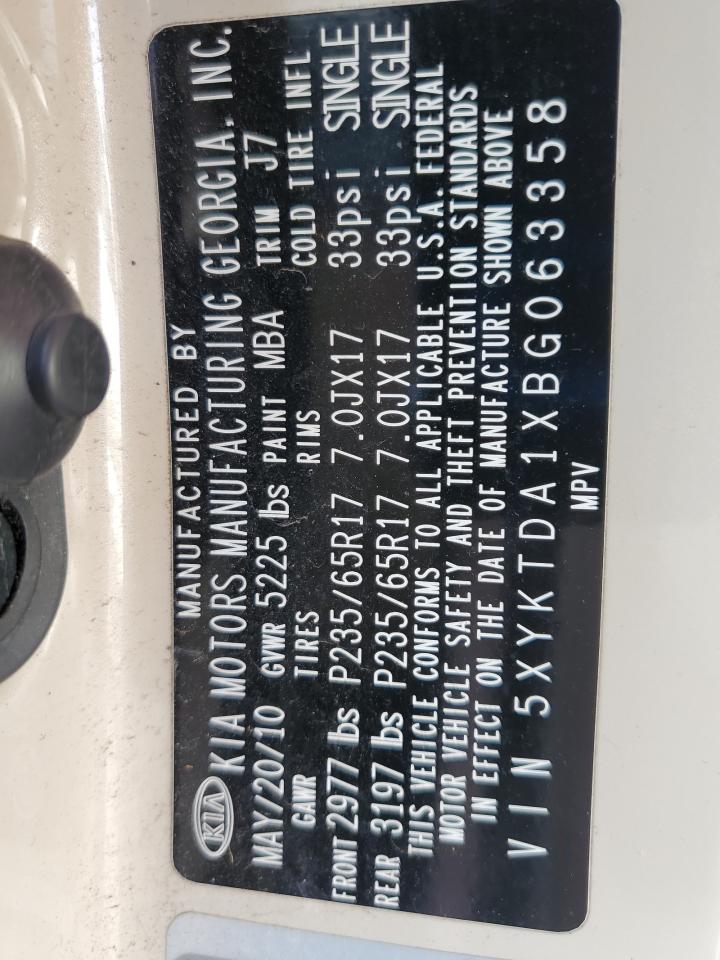 MANUFACTURED BY
KIA KIA MOTORS MANUFACTURING GEORGIA, INC.
MAY/20/10 GVWR 5225 lbs PAINT MBA TRIM J7
GAWR TIRES RIMS COLD TIRE INFL
FRONT 2977 lbs P235/65R17 7.0JX17 33psi SINGLE
REAR 3197 lbs P235/65R17 7.0JX17 33psi SINGLE
THIS VEHICLE CONFORMS TO ALL APPLICABLE U.S.A. FEDERAL
MOTOR VEHICLE SAFETY AND THEFT PREVENTION STANDARDS
IN EFFECT ON THE DATE OF MANUFACTURE SHOWN ABOVE
VIN 5XYKTDA1XBG063358
MPV